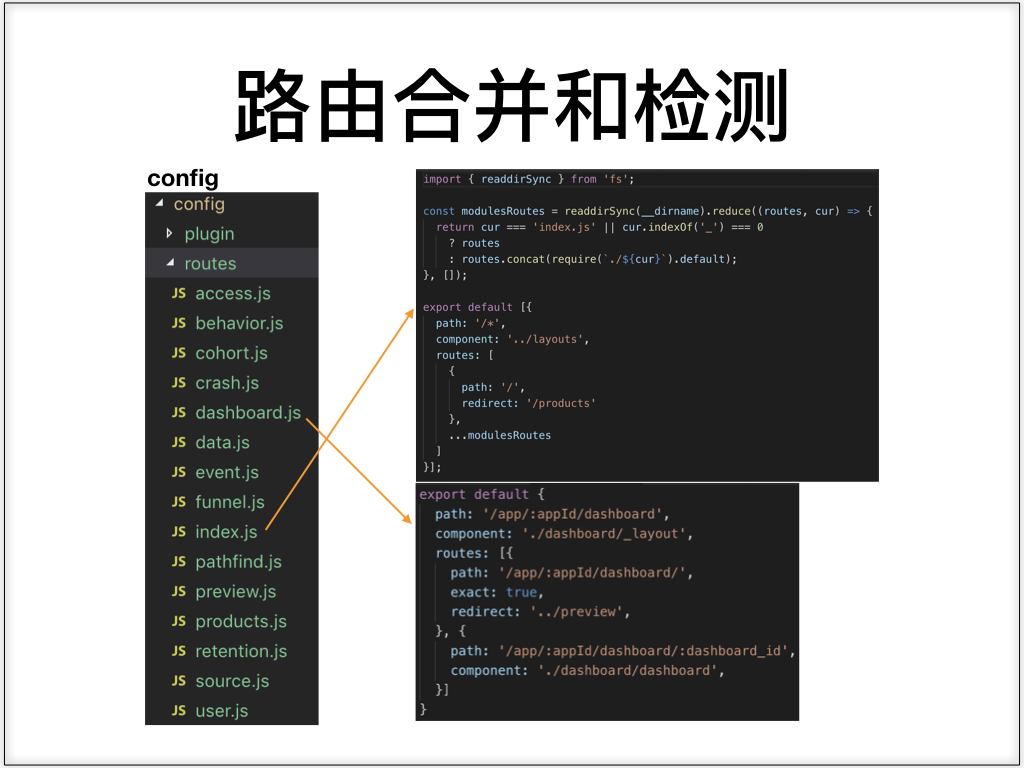 路由合并和检测
config
config
plugin
routes
JS access.js
JS behavior.js
JS cohort.js
JS crash.js
JS dashboard.js
JS data.js
JS event.js
JS funnel.js
JS index.js
JS pathfind.js
JS preview.js
JS products.js
JS retention.js
JS source.js
JS user.js
import { readdirSync } from 'fs';
const modulesRoutes = readdirSync(__dirname).reduce((routes, cur) => {
  return cur === 'index.js' || cur.indexOf('_') === 0
    ? routes
    : routes.concat(require(`./${cur}`).default);
}, []);
export default [{
  path: '/*',
  component: '../layouts',
  routes: [
    {
      path: '/',
      redirect: '/products'
    },
    ...modulesRoutes
  ]
}];
export default {
  path: '/app/:appId/dashboard',
  component: './dashboard/_layout',
  routes: [{
    path: '/app/:appId/dashboard/',
    exact: true,
    redirect: '../preview',
  }, {
    path: '/app/:appId/dashboard/:dashboard_id',
    component: './dashboard/dashboard',
  }]
}